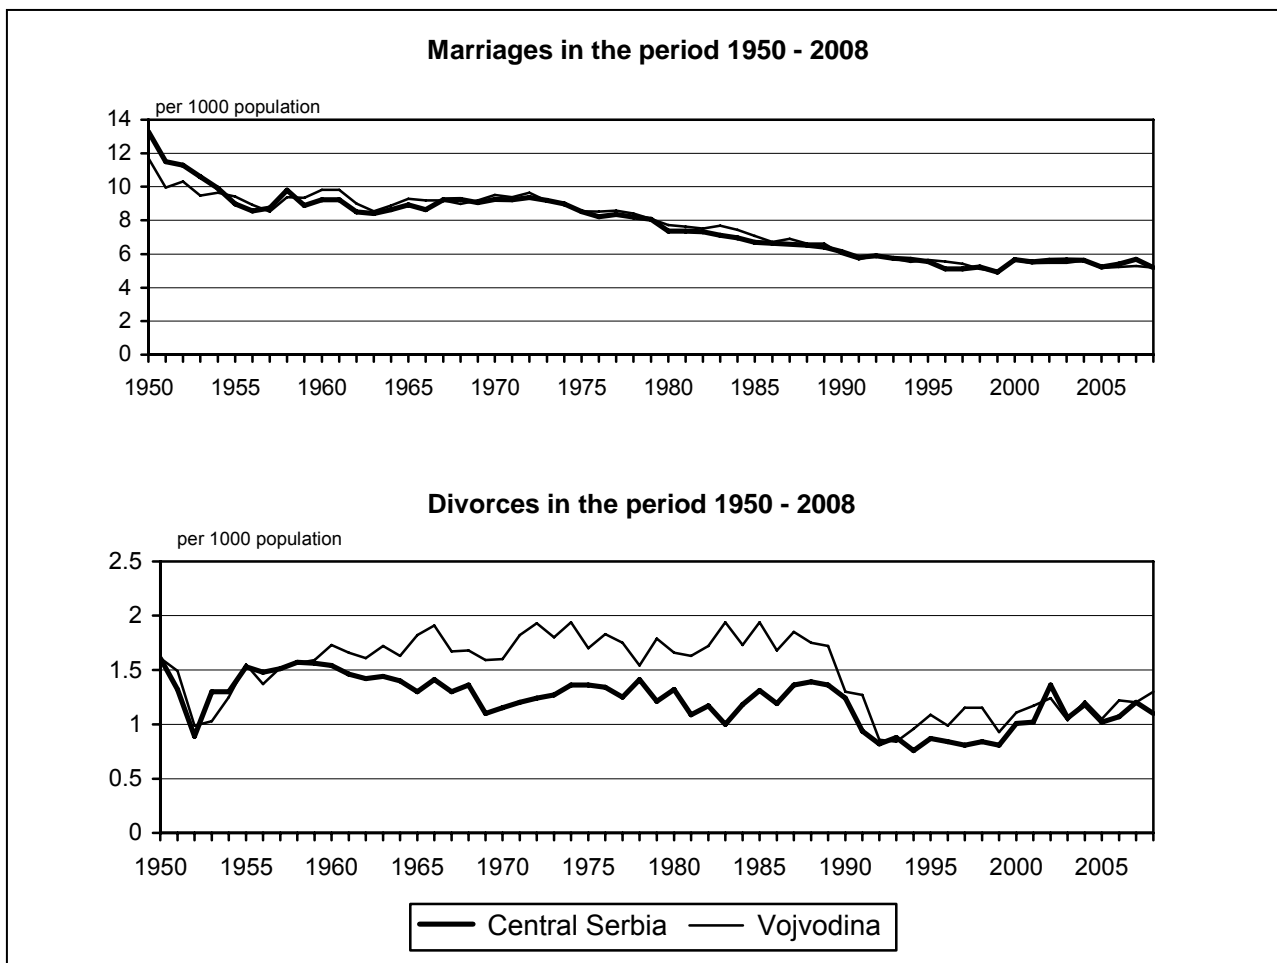 Marriages in the period 1950 - 2008
per 1000 population
14
12
10
8
6
4
2
0
1950 1955 1960 1965 1970 1975 1980 1985 1990 1995 2000 2005
Divorces in the period 1950 - 2008
per 1000 population
2.5
2
1.5
1
0.5
0
1950 1955 1960 1965 1970 1975 1980 1985 1990 1995 2000 2005
Central Serbia Vojvodina